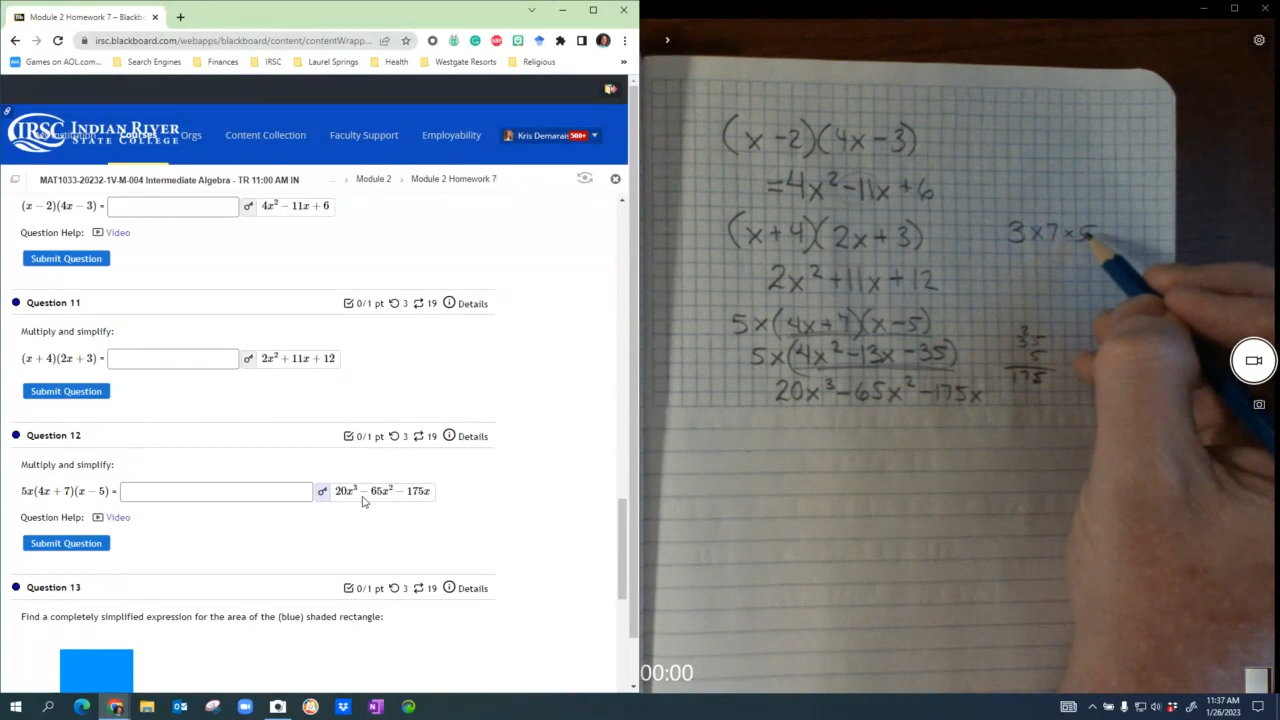 Module 2 Homework 7 – Blackb
irsc.blackboard.com/webapps/blackboard/content/contentWrapp...
Games on AOL.com...
Search Engines
Finances
IRSC
Laurel Springs
Health
Westgate Resorts
Religious
IRSC INDIAN RIVER
STATE COLLEGE
Courses
Orgs
Content Collection
Faculty Support
Employability
Kris Demarais
500+
MAT1033-20232-1V-M-004 Intermediate Algebra - TR 11:00 AM IN
...
Module 2
Module 2 Homework 7
(x − 2)(4x − 3) =
4x² − 11x + 6
Question Help: Video
Submit Question
Question 11
0/1 pt 3 19 Details
Multiply and simplify:
(x + 4)(2x + 3) =
2x² + 11x + 12
Submit Question
Question 12
0/1 pt 3 19 Details
Multiply and simplify:
5x(4x + 7)(x − 5) =
20x³ − 65x² − 175x
Question Help: Video
Submit Question
Question 13
0/1 pt 3 19 Details
Find a completely simplified expression for the area of the (blue) shaded rectangle:
(x-2)(4x-3)
=4x²-11x+6
(x+4)(2x+3)
3x7x5
2x²+11x+12
5x(4x+7)(x-5)
5x(4x²-13x-35)
20x³-65x²-175x
2
35
5
175
00:00
11:37 AM
1/26/2023